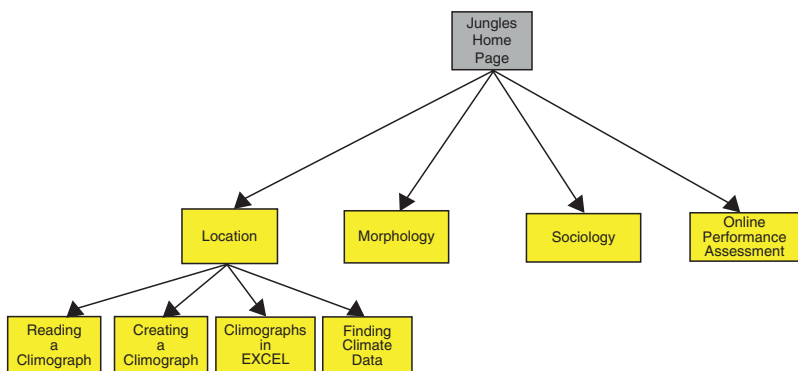 Jungles
Home
Page
Location
Morphology
Sociology
Online
Performance
Assessment
Reading
a
Climograph
Creating
a
Climograph
Climographs
in
EXCEL
Finding
Climate
Data